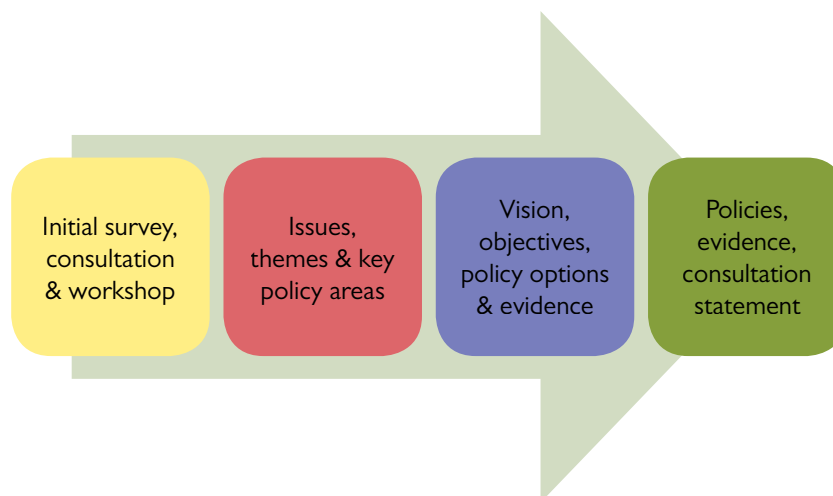 Initial survey,
consultation
& workshop
Issues,
themes & key
policy areas
Vision,
objectives,
policy options
& evidence
Policies,
evidence,
consultation
statement